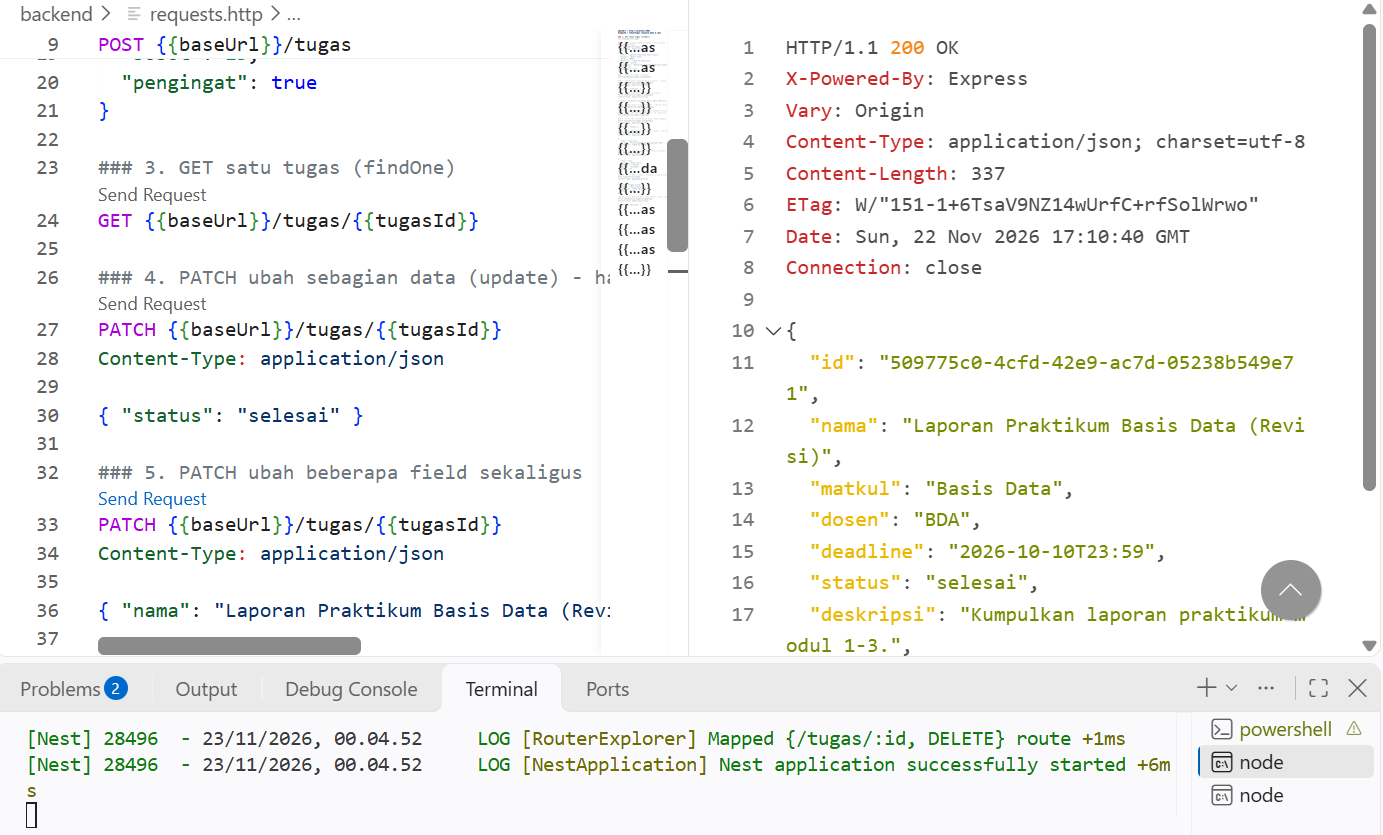 backend > requests.http > ...
9 POST {{baseUrl}}/tugas
20 "pengingat": true
21 }
22
23 ### 3. GET satu tugas (findOne)
Send Request
24 GET {{baseUrl}}/tugas/{{tugasId}}
25
26 ### 4. PATCH ubah sebagian data (update) - ha
Send Request
27 PATCH {{baseUrl}}/tugas/{{tugasId}}
28 Content-Type: application/json
29
30 { "status": "selesai" }
31
32 ### 5. PATCH ubah beberapa field sekaligus
Send Request
33 PATCH {{baseUrl}}/tugas/{{tugasId}}
34 Content-Type: application/json
35
36 { "nama": "Laporan Praktikum Basis Data (Revi
37
{{...as
{{...as
{{...}}
{{...}}
{{...}}
{{...}}
{{...da
{{...}}
{{...as
{{...as
{{...as
{{...}}
1 HTTP/1.1 200 OK
2 X-Powered-By: Express
3 Vary: Origin
4 Content-Type: application/json; charset=utf-8
5 Content-Length: 337
6 ETag: W/"151-1+6TsaV9NZ14wUrfC+rfSolWrwo"
7 Date: Sun, 22 Nov 2026 17:10:40 GMT
8 Connection: close
9
10 {
11 "id": "509775c0-4cfd-42e9-ac7d-05238b549e7
1",
12 "nama": "Laporan Praktikum Basis Data (Revi
si)",
13 "matkul": "Basis Data",
14 "dosen": "BDA",
15 "deadline": "2026-10-10T23:59",
16 "status": "selesai",
17 "deskripsi": "Kumpulkan laporan praktikum
odul 1-3.",
Problems 2 Output Debug Console Terminal Ports
[Nest] 28496 - 23/11/2026, 00.04.52 LOG [RouterExplorer] Mapped {/tugas/:id, DELETE} route +1ms
[Nest] 28496 - 23/11/2026, 00.04.52 LOG [NestApplication] Nest application successfully started +6m
s
powershell
node
node